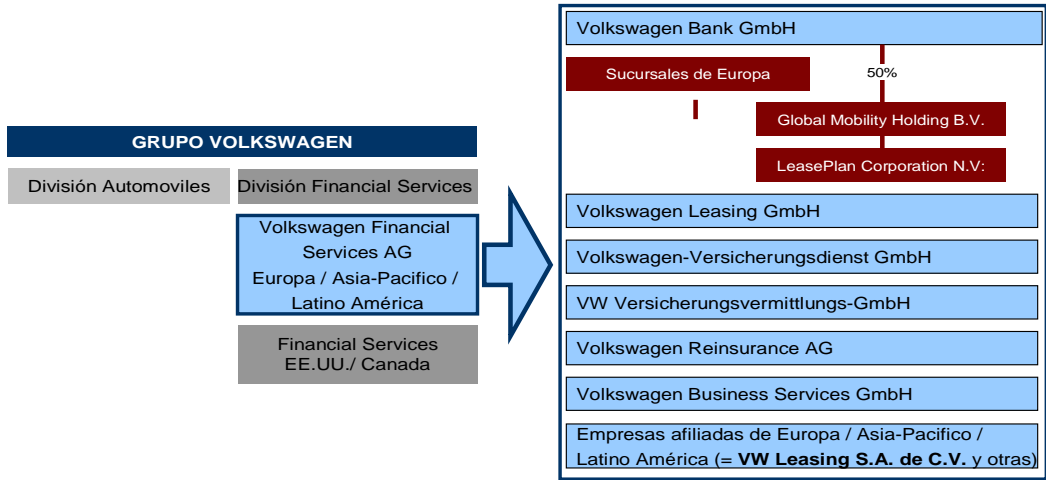 GRUPO VOLKSWAGEN
División Automoviles
División Financial Services
Volkswagen Financial
Services AG
Europa / Asia-Pacifico /
Latino América
Financial Services
EE.UU./ Canada
Volkswagen Bank GmbH
Sucursales de Europa
50%
Global Mobility Holding B.V.
LeasePlan Corporation N.V:
Volkswagen Leasing GmbH
Volkswagen-Versicherungsdienst GmbH
VW Versicherungsvermittlungs-GmbH
Volkswagen Reinsurance AG
Volkswagen Business Services GmbH
Empresas afiliadas de Europa / Asia-Pacifico /
Latino América (= VW Leasing S.A. de C.V. y otras)